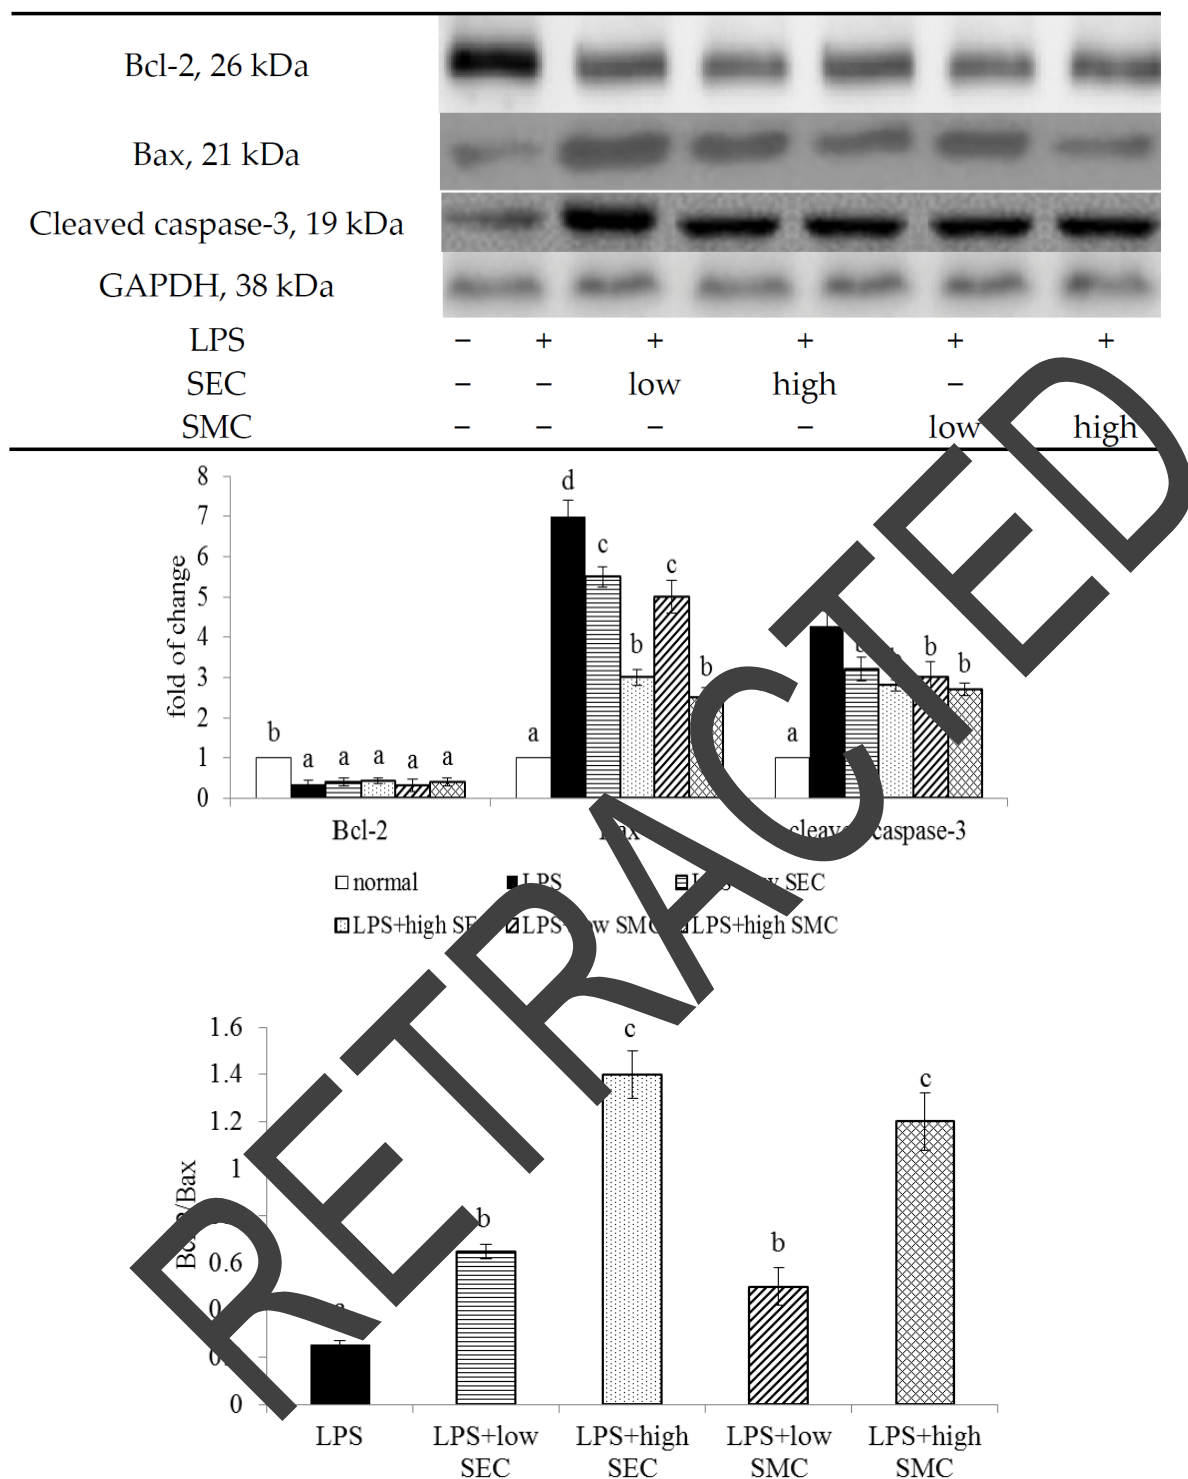 Bcl-2, 26 kDa
Bax, 21 kDa
Cleaved caspase-3, 19 kDa
GAPDH, 38 kDa
LPS − + + + + +
SEC − − low high −
SMC − − − − low high
RETRACTED
8
7
6
5
4
3
2
1
0
fold of change
b a a a a a
a d c b c b
a b b b
Bcl-2
caspase-3
normal LPS SEC
LPS+high LPS+high SMC
1.6
1.4
1.2
1
0.6
0
/Bax
b c b c
LPS LPS+low SEC LPS+high SEC LPS+low SMC LPS+high SMC